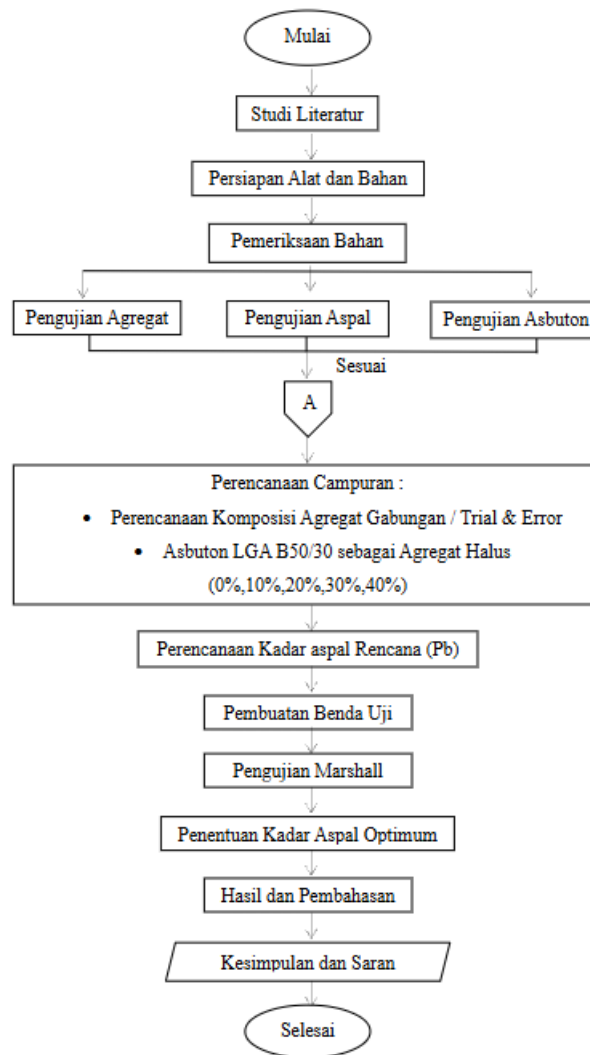 Mulai
Studi Literatur
Persiapan Alat dan Bahan
Pemeriksaan Bahan
Pengujian Agregat
Pengujian Aspal
Pengujian Asbuton
Sesuai
A
Perencanaan Campuran :
• Perencanaan Komposisi Agregat Gabungan / Trial & Error
• Asbuton LGA B50/30 sebagai Agregat Halus
(0%,10%,20%,30%,40%)
Perencanaan Kadar aspal Rencana (Pb)
Pembuatan Benda Uji
Pengujian Marshall
Penentuan Kadar Aspal Optimum
Hasil dan Pembahasan
Kesimpulan dan Saran
Selesai